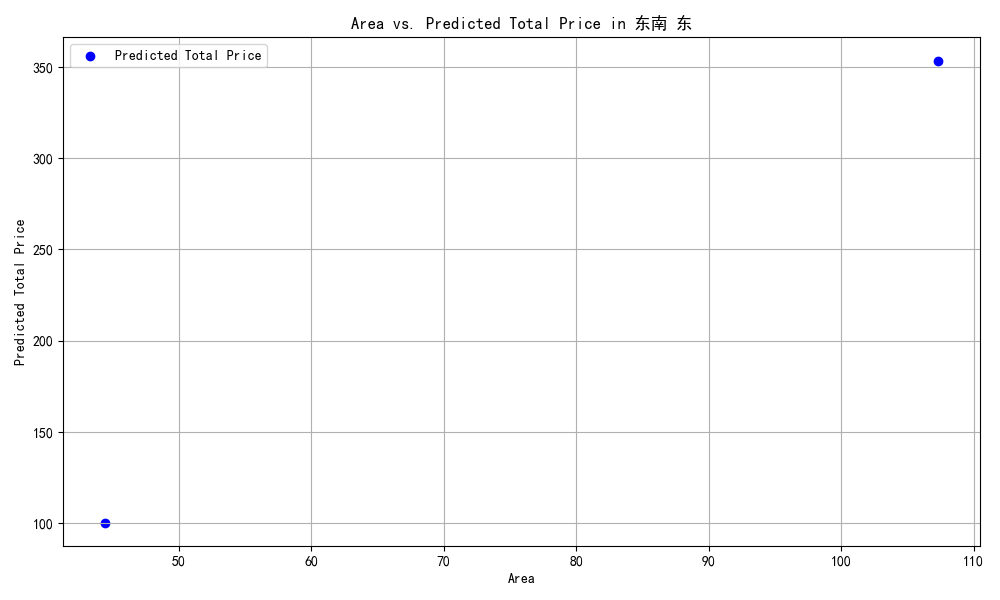 Area vs. Predicted Total Price in 东南 东
Predicted Total Price
350
300
250
200
150
100
Predicted Total Price
50 60 70 80 90 100 110
Area